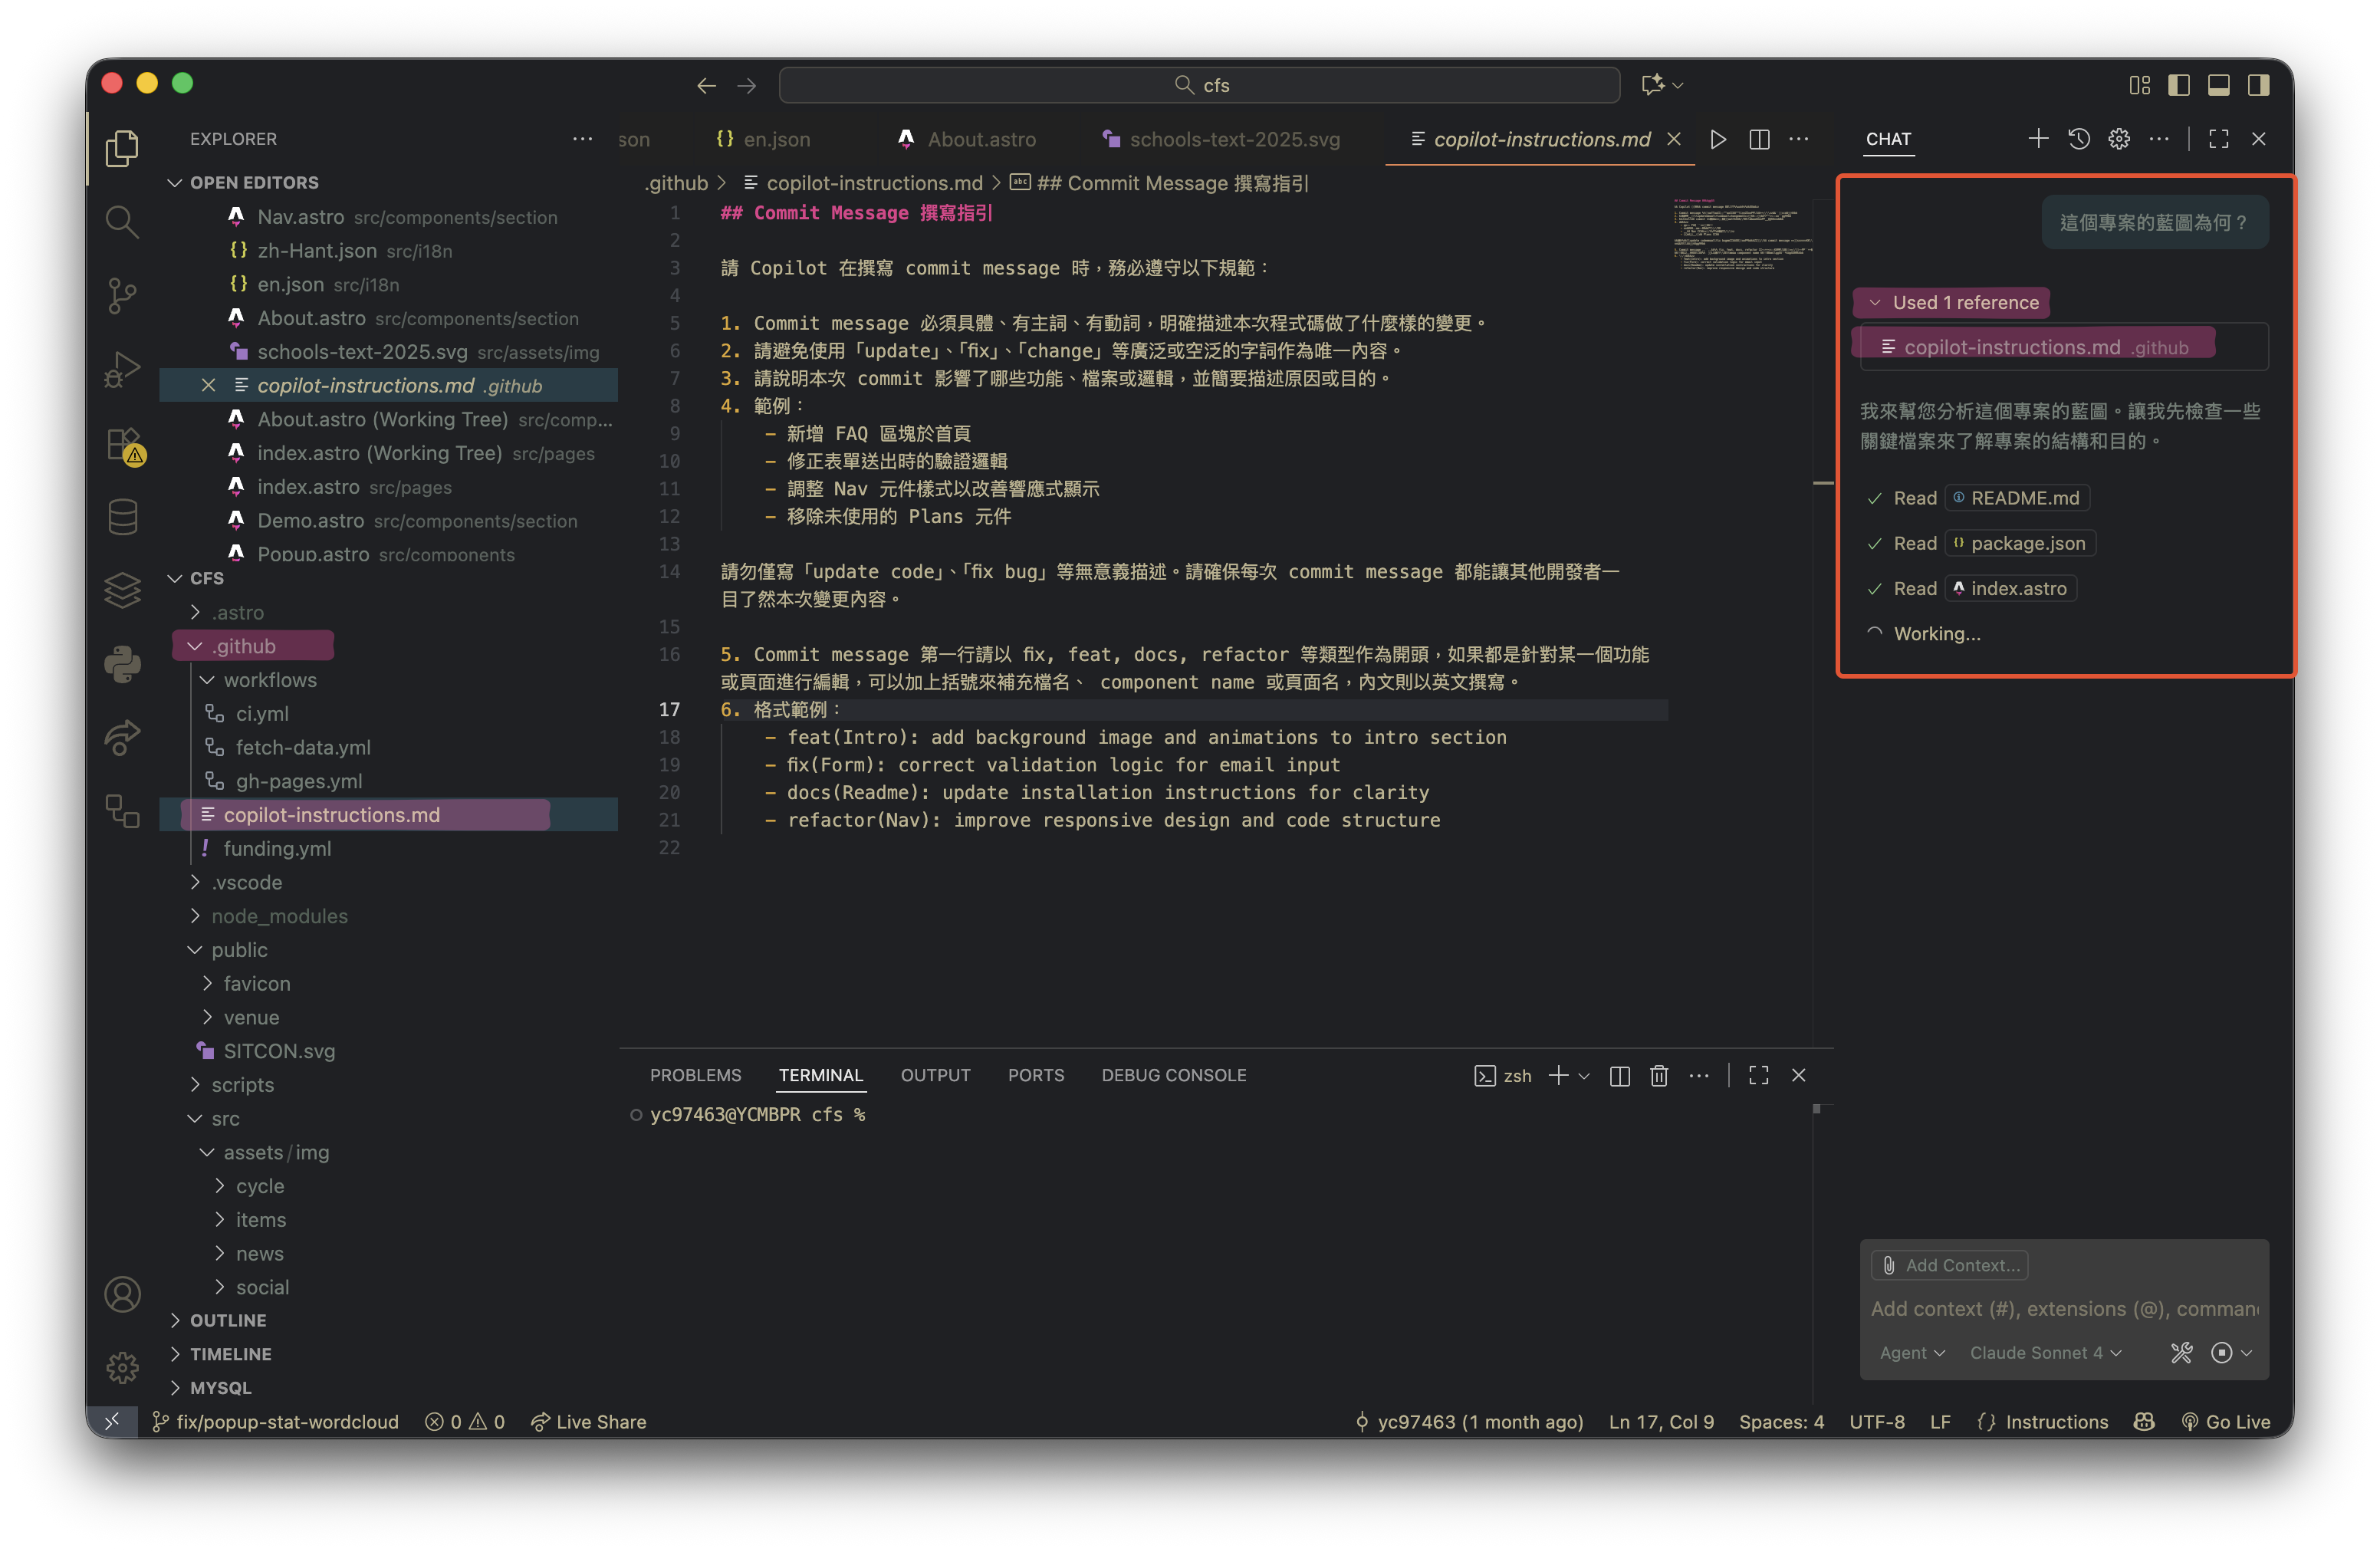 cfs
EXPLORER
OPEN EDITORS
Nav.astro src/components/section
zh-Hant.json src/i18n
en.json src/i18n
About.astro src/components/section
schools-text-2025.svg src/assets/img
copilot-instructions.md .github
About.astro (Working Tree) src/comp...
index.astro (Working Tree) src/pages
index.astro src/pages
Demo.astro src/components/section
Popup.astro src/components
CFS
.astro
.github
workflows
ci.yml
fetch-data.yml
gh-pages.yml
copilot-instructions.md
funding.yml
.vscode
node_modules
public
favicon
venue
SITCON.svg
scripts
src
assets/img
cycle
items
news
social
OUTLINE
TIMELINE
MYSQL
son
en.json
About.astro
schools-text-2025.svg
copilot-instructions.md
.github > copilot-instructions.md > ## Commit Message 撰寫指引
1 ## Commit Message 撰寫指引
2
3 請 Copilot 在撰寫 commit message 時，務必遵守以下規範：
4
5 1. Commit message 必須具體、有主詞、有動詞，明確描述本次程式碼做了什麼樣的變更。
6 2. 請避免使用「update」、「fix」、「change」等廣泛或空泛的字詞作為唯一內容。
7 3. 請說明本次 commit 影響了哪些功能、檔案或邏輯，並簡要描述原因或目的。
8 4. 範例：
9 - 新增 FAQ 區塊於首頁
10 - 修正表單送出時的驗證邏輯
11 - 調整 Nav 元件樣式以改善響應式顯示
12 - 移除未使用的 Plans 元件
13
14 請勿僅寫「update code」、「fix bug」等無意義描述。請確保每次 commit message 都能讓其他開發者一
目了然本次變更內容。
15
16 5. Commit message 第一行請以 fix, feat, docs, refactor 等類型作為開頭，如果都是針對某一個功能
或頁面進行編輯，可以加上括號來補充檔名、 component name 或頁面名，內文則以英文撰寫。
17 6. 格式範例：
18 - feat(Intro): add background image and animations to intro section
19 - fix(Form): correct validation logic for email input
20 - docs(Readme): update installation instructions for clarity
21 - refactor(Nav): improve responsive design and code structure
22
PROBLEMS TERMINAL OUTPUT PORTS DEBUG CONSOLE
zsh
yc97463@YCMBPR cfs %
CHAT
這個專案的藍圖為何？
Used 1 reference
copilot-instructions.md .github
我來幫您分析這個專案的藍圖。讓我先檢查一些
關鍵檔案來了解專案的結構和目的。
Read README.md
Read package.json
Read index.astro
Working...
Add Context...
Add context (#), extensions (@), comman
Agent Claude Sonnet 4
fix/popup-stat-wordcloud 0 0 Live Share
yc97463 (1 month ago) Ln 17, Col 9 Spaces: 4 UTF-8 LF {} Instructions Go Live